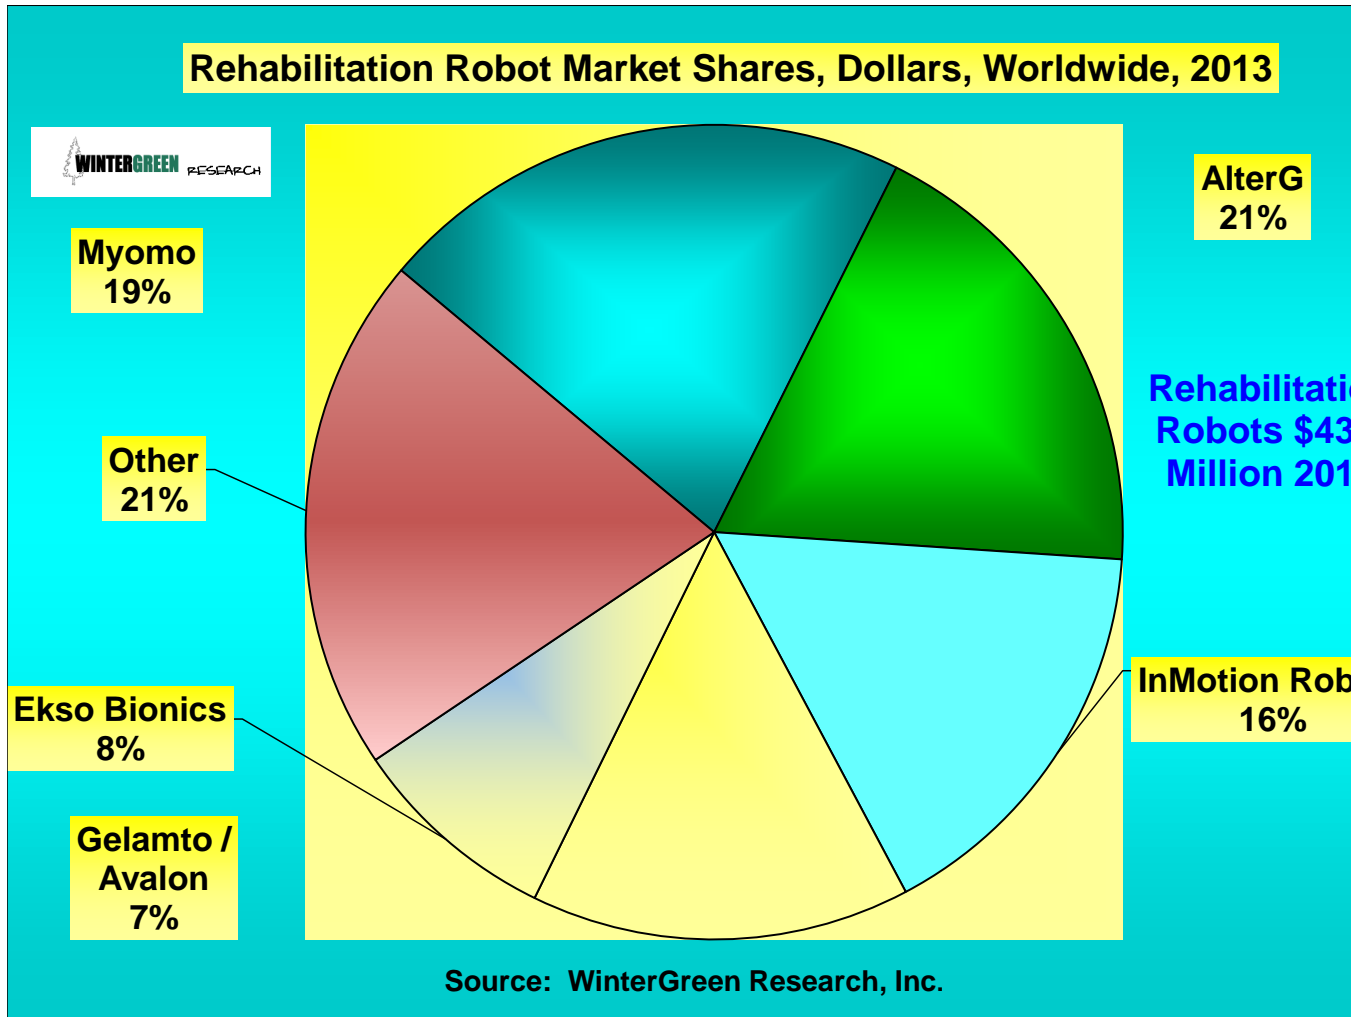 Rehabilitation Robot Market Shares, Dollars, Worldwide, 2013
WINTERGREEN RESEARCH
Myomo
19%
AlterG
21%
Rehabilitati
Robots $43
Million 201
Other
21%
InMotion Rob
16%
Ekso Bionics
8%
Gelamto /
Avalon
7%
Source: WinterGreen Research, Inc.